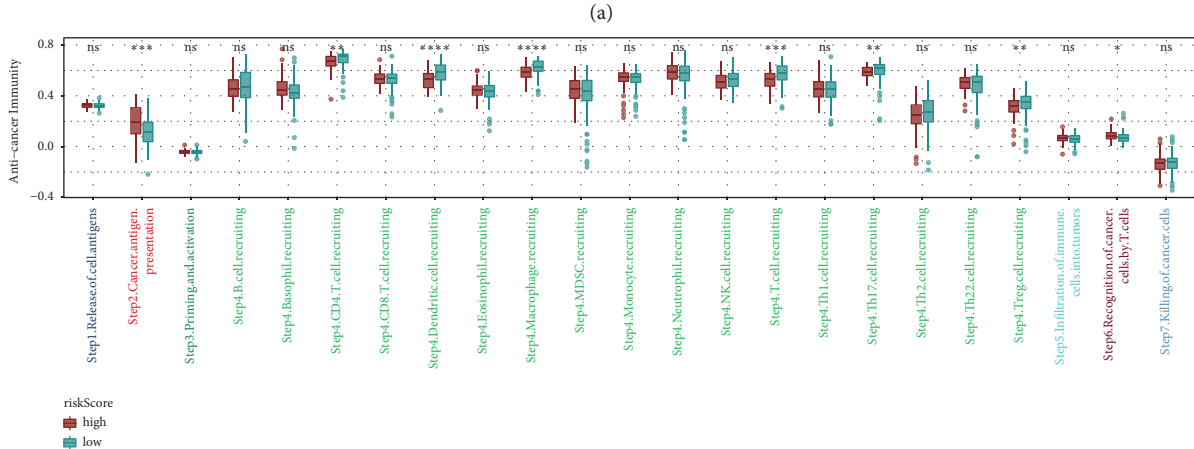 (a)
Anti-cancer Immunity
0.8
0.4
0.0
−0.4
ns
***
ns
ns
ns
**
ns
****
ns
****
ns
ns
ns
ns
***
ns
**
ns
ns
**
ns
*
ns
Step1.Release.of.cell.antigens
Step2.Cancer.antigen.
presentation
Step3.Priming.and.activation
Step4.B.cell.recruiting
Step4.Basophil.recruiting
Step4.CD4.T.cell.recruiting
Step4.CD8.T.cell.recruiting
Step4.Dendritic.cell.recruiting
Step4.Eosinophil.recruiting
Step4.Macrophage.recruiting
Step4.MDSC.recruiting
Step4.Monocyte.recruiting
Step4.Neutrophil.recruiting
Step4.NK.cell.recruiting
Step4.T.cell.recruiting
Step4.Th1.cell.recruiting
Step4.Th17.cell.recruiting
Step4.Th2.cell.recruiting
Step4.Th22.cell.recruiting
Step4.Treg.cell.recruiting
Step5.Infiltration.of.immune.
cells.into.tumors
Step6.Recognition.of.cancer.
cells.by.T.cells
Step7.Killing.of.cancer.cells
riskScore
high
low